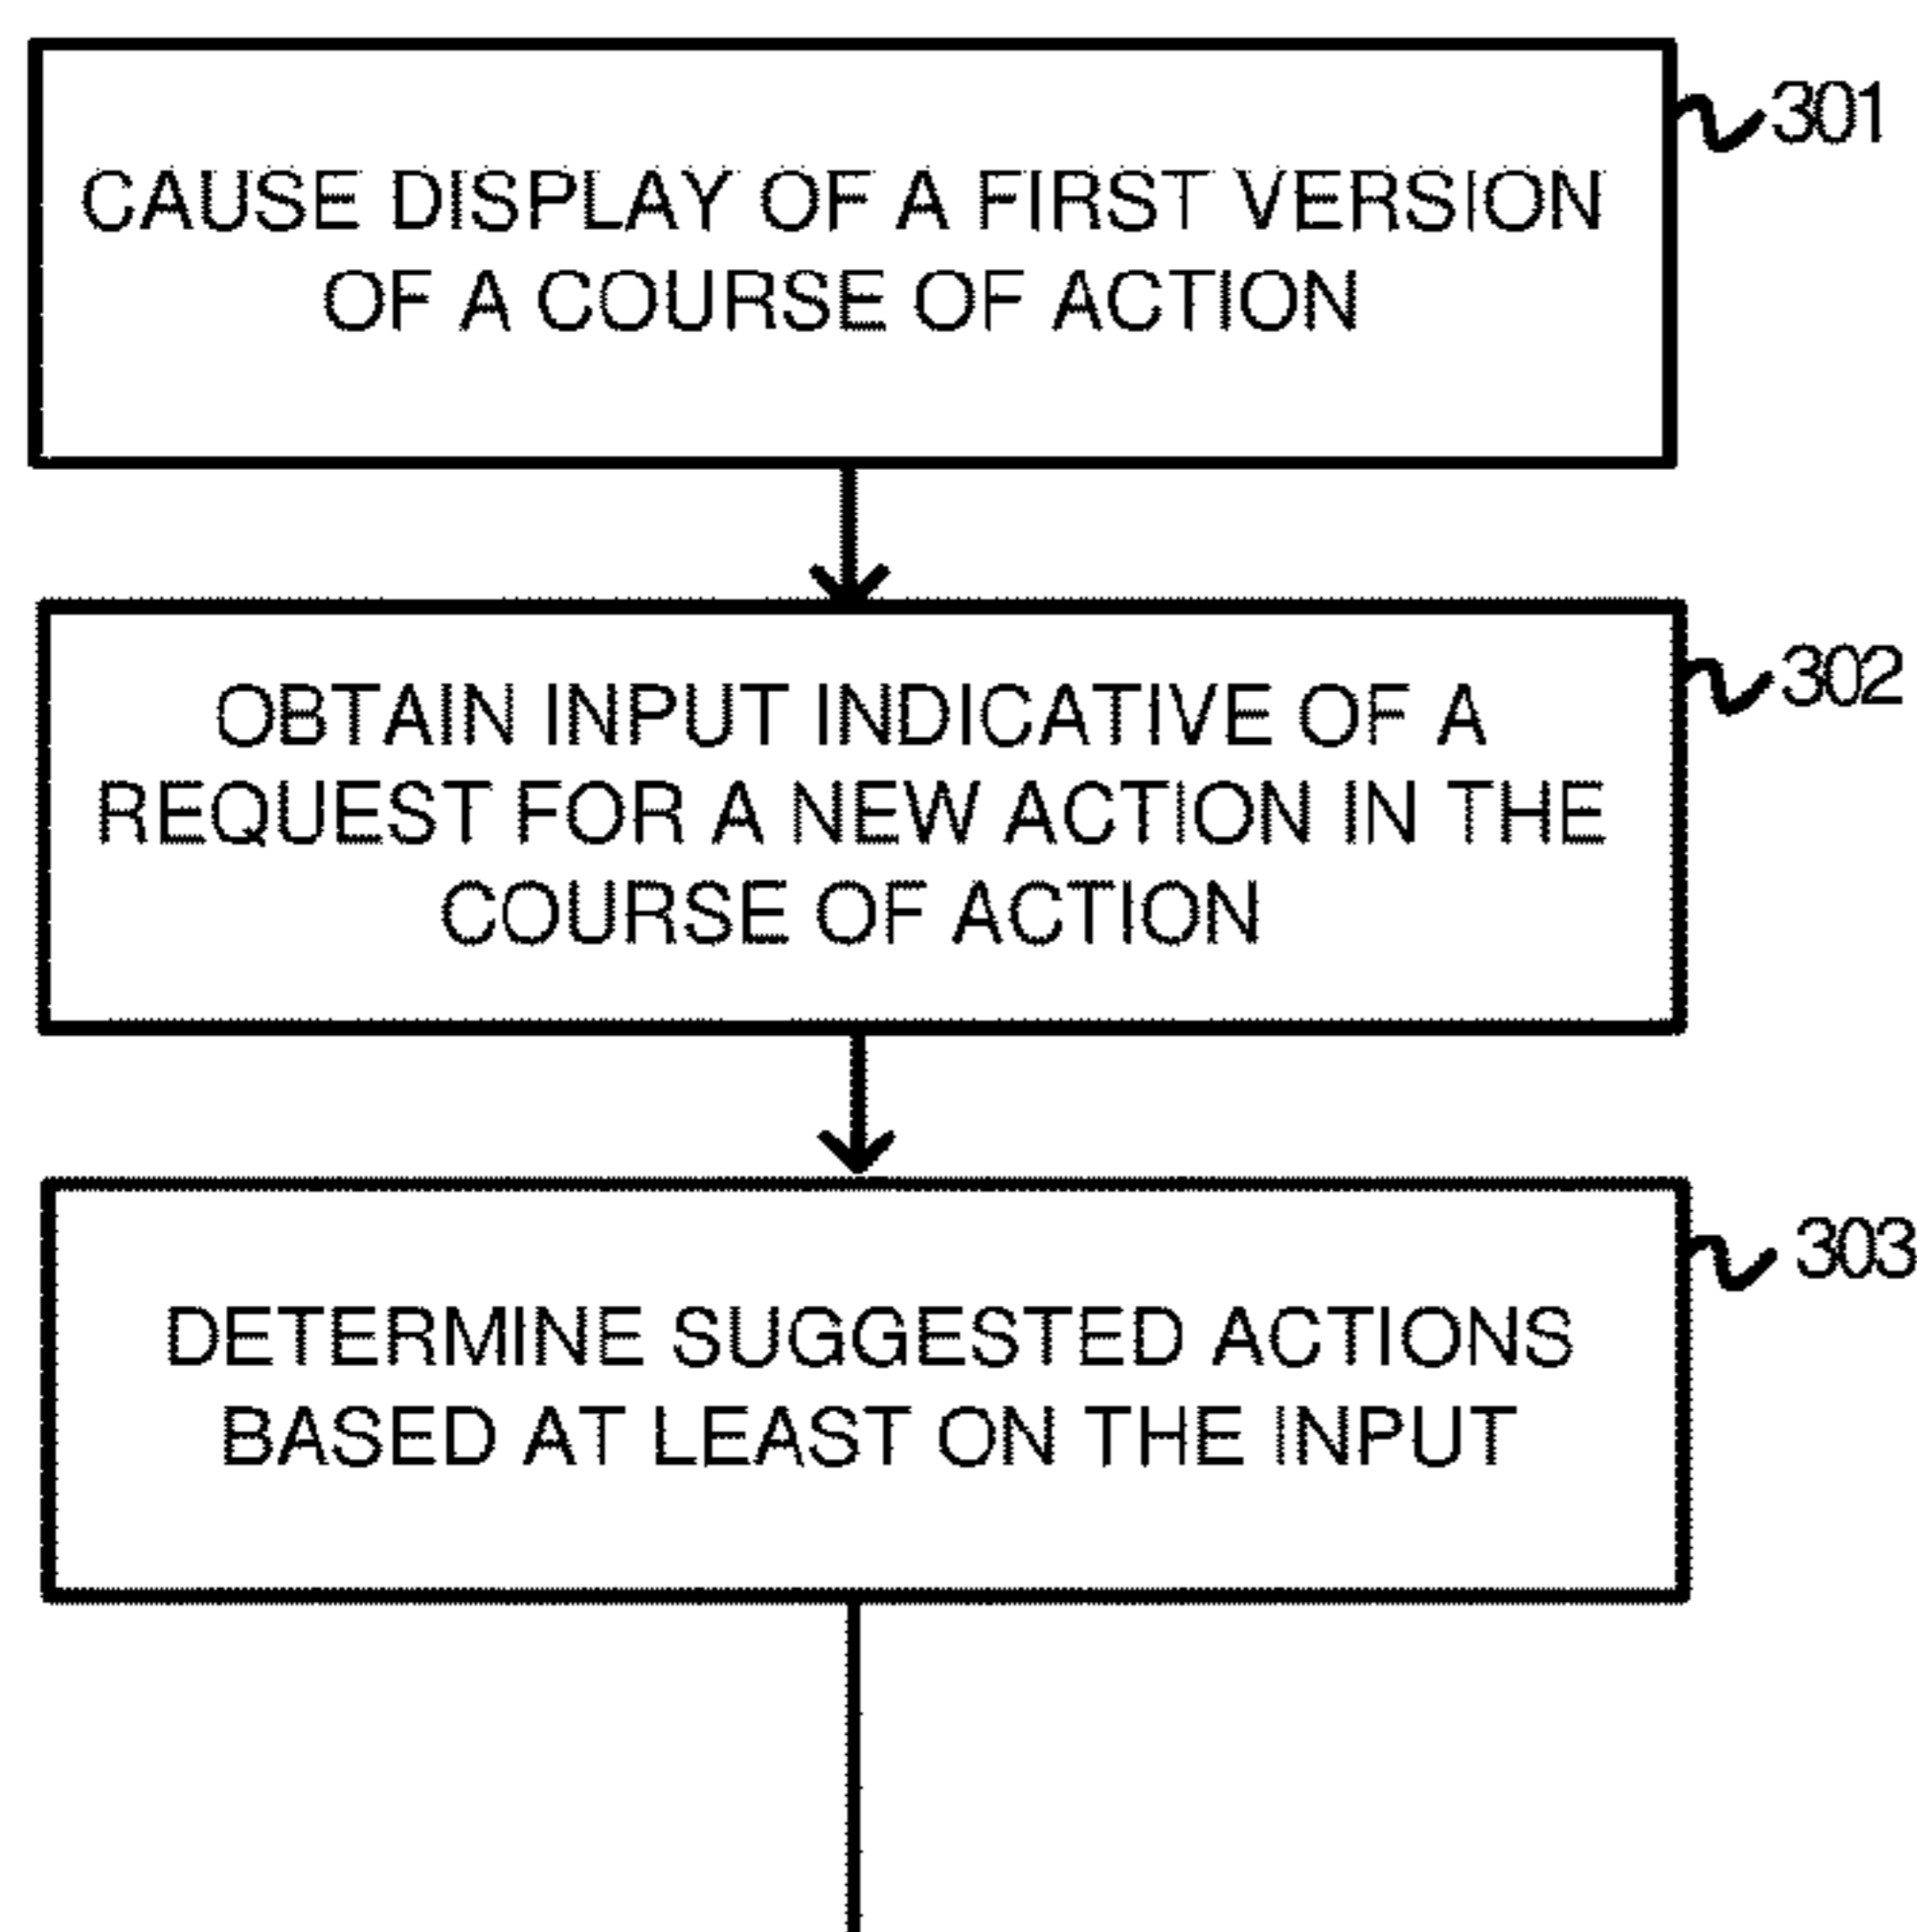 301
CAUSE DISPLAY OF A FIRST VERSION
OF A COURSE OF ACTION
302
OBTAIN INPUT INDICATIVE OF A
REQUEST FOR A NEW ACTION IN THE
COURSE OF ACTION
303
DETERMINE SUGGESTED ACTIONS
BASED AT LEAST ON THE INPUT